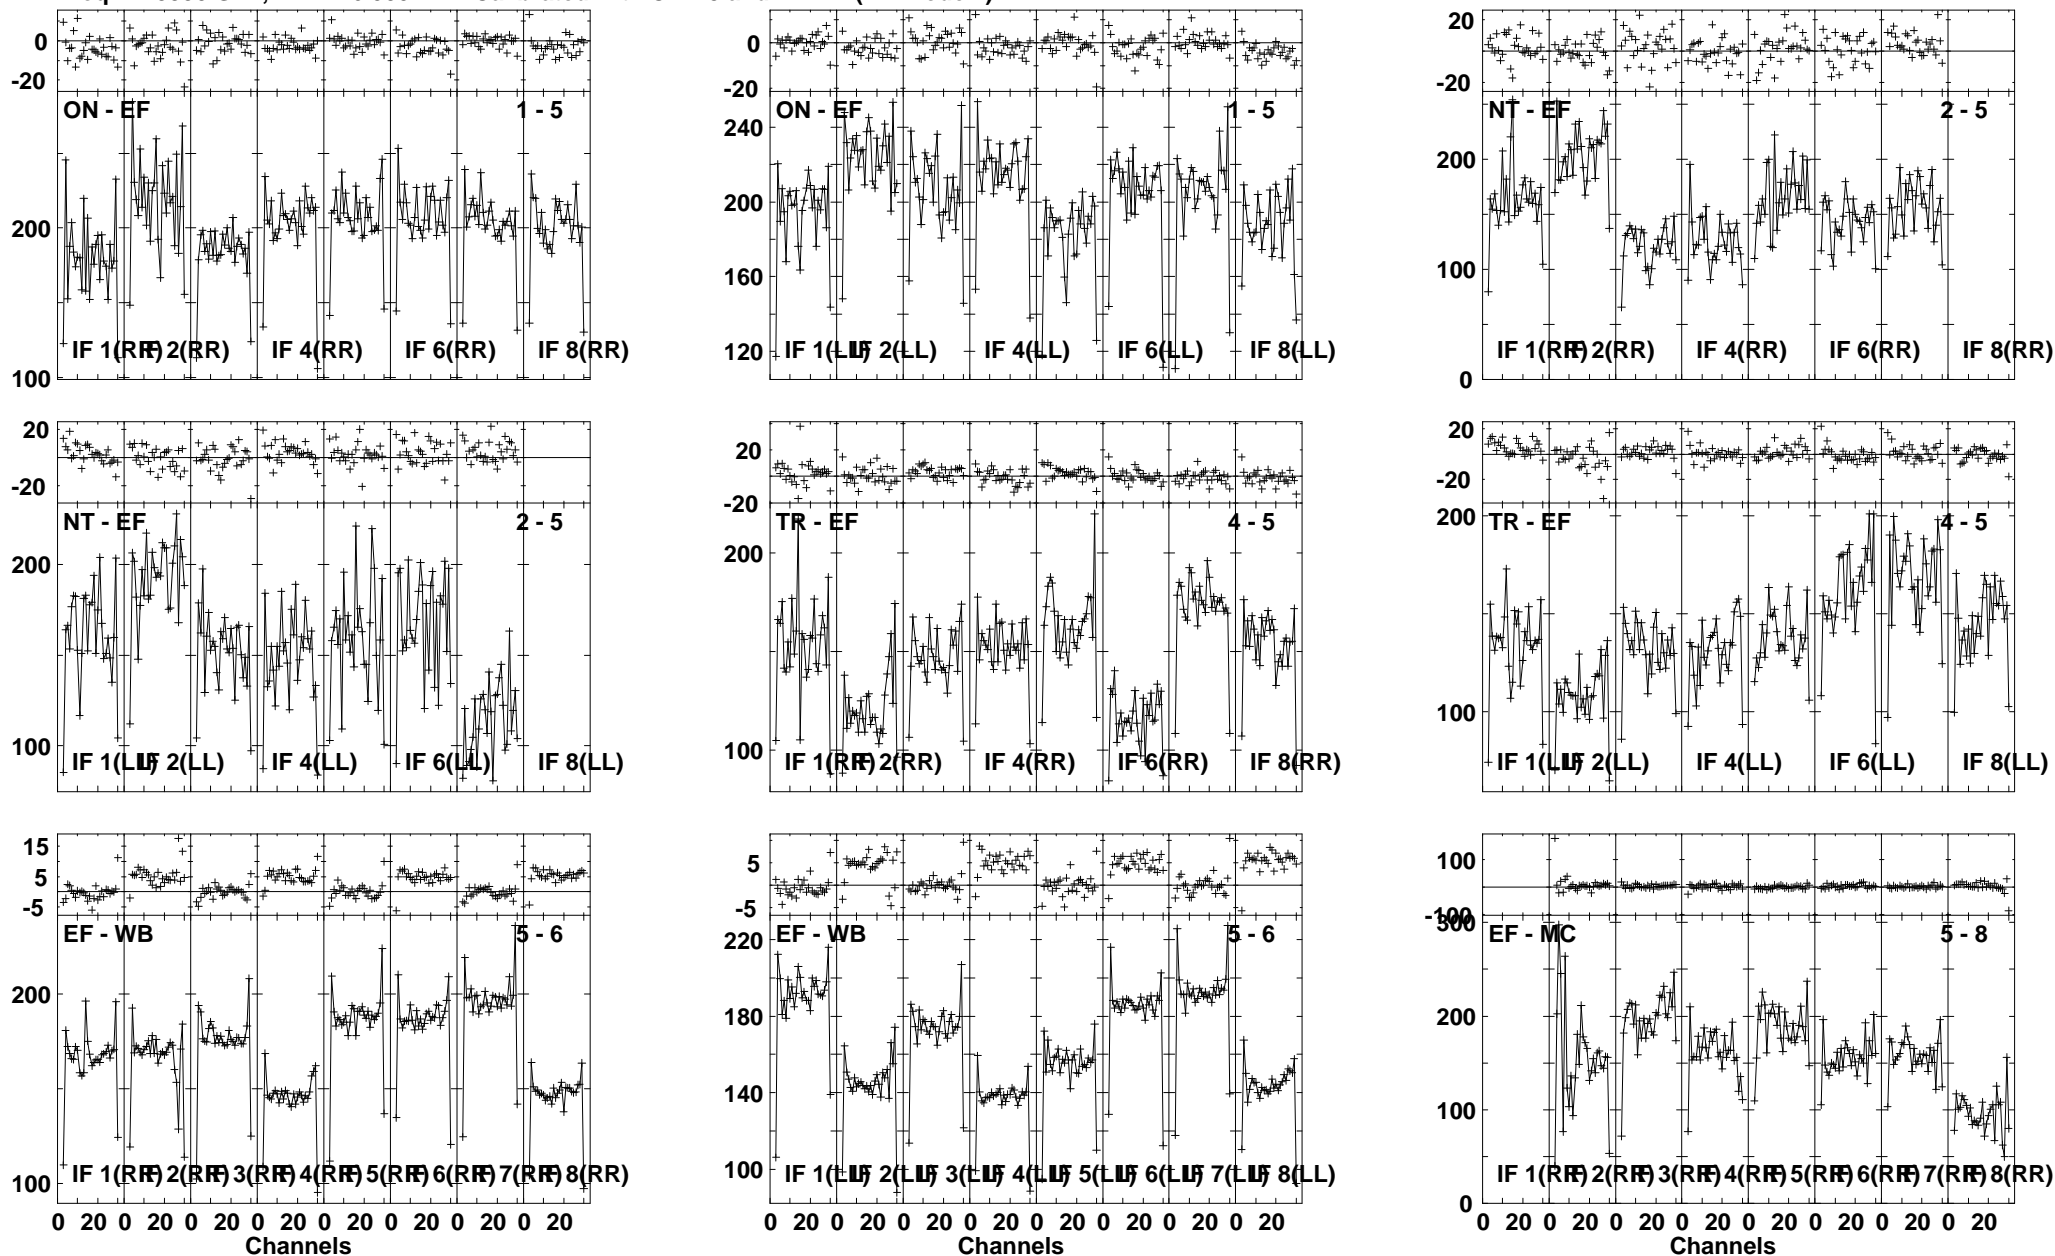 0
-20
ON - EF
1 - 5
200
100
IF 1(RR)
IF 2(RR)
IF 4(RR)
IF 6(RR)
IF 8(RR)
0
-20
ON - EF
1 - 5
240
200
160
120
IF 1(LL)
IF 2(LL)
IF 4(LL)
IF 6(LL)
IF 8(LL)
20
-20
NT - EF
2 - 5
200
100
0
IF 1(RR)
IF 2(RR)
IF 4(RR)
IF 6(RR)
IF 8(RR)
20
-20
NT - EF
2 - 5
200
100
IF 1(LL)
IF 2(LL)
IF 4(LL)
IF 6(LL)
IF 8(LL)
20
-20
TR - EF
4 - 5
200
100
IF 1(RR)
IF 2(RR)
IF 4(RR)
IF 6(RR)
IF 8(RR)
20
-20
TR - EF
4 - 5
200
100
IF 1(LL)
IF 2(LL)
IF 4(LL)
IF 6(LL)
IF 8(LL)
15
5
-5
EF - WB
5 - 6
200
100
IF 1(RR)
IF 2(RR)
IF 3(RR)
IF 4(RR)
IF 5(RR)
IF 6(RR)
IF 7(RR)
IF 8(RR)
0 20 0 20 0 20 0 20 0 20 0 20 0 20 0 20
Channels
5
-5
EF - WB
5 - 6
220
180
140
100
IF 1(LL)
IF 2(LL)
IF 3(LL)
IF 4(LL)
IF 5(LL)
IF 6(LL)
IF 7(LL)
IF 8(LL)
0 20 0 20 0 20 0 20 0 20 0 20 0 20 0 20
Channels
100
-100
EF - MC
5 - 8
300
200
100
0
IF 1(RR)
IF 2(RR)
IF 3(RR)
IF 4(RR)
IF 5(RR)
IF 6(RR)
IF 7(RR)
IF 8(RR)
0 20 0 20 0 20 0 20 0 20 0 20 0 20 0 20
Channels